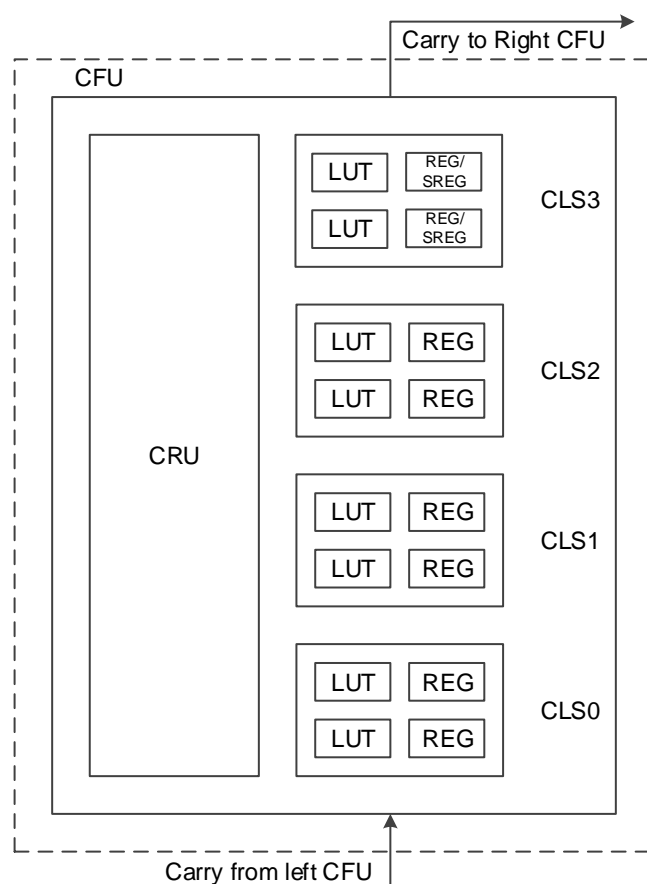 Carry to Right CFU
CFU
LUT
REG/
SREG
LUT
REG/
SREG
CLS3
LUT
REG
LUT
REG
CLS2
CRU
LUT
REG
LUT
REG
CLS1
LUT
REG
LUT
REG
CLS0
Carry from left CFU